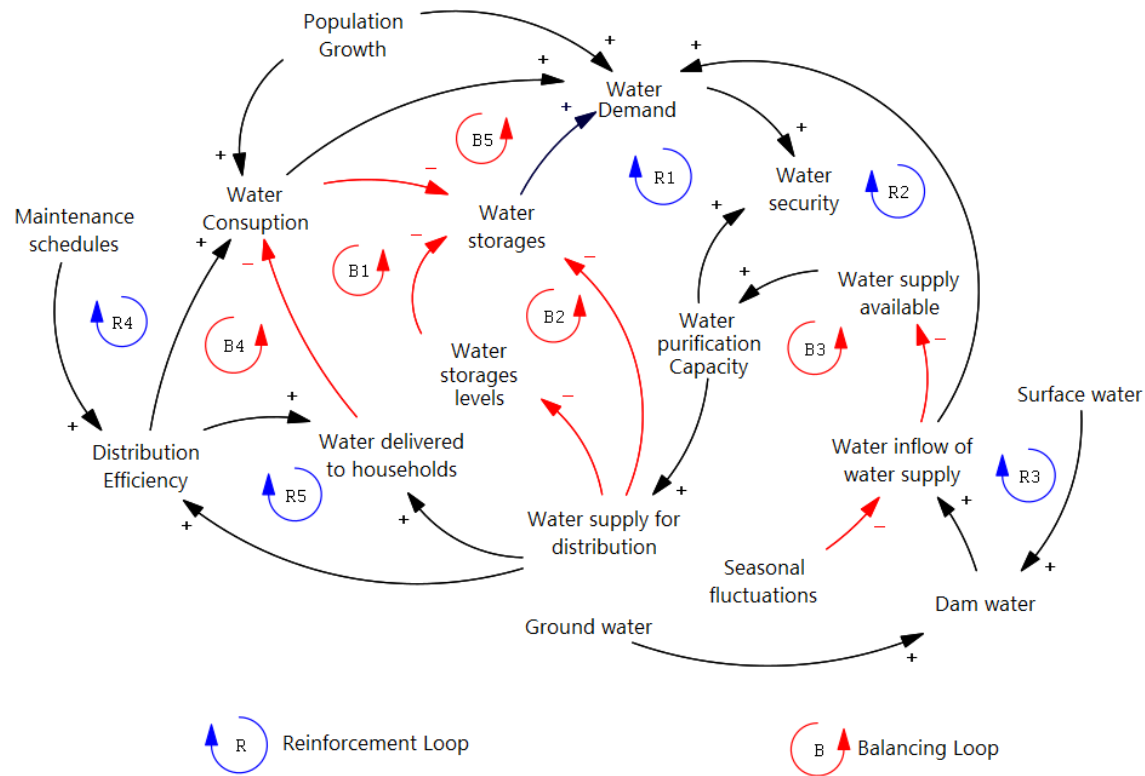 Population
Growth
+
+
+
+
Water
Demand
+
B5
+
+
R1
+
–
Water
Consuption
Water
storages
Water
security
R2
Maintenance
schedules
+
–
–
–
+
+
B1
B2
Water supply
available
R4
B4
Water
purification
Capacity
B3
–
Water
storages
levels
–
Surface water
+
+
Distribution
Efficiency
Water delivered
to households
Water inflow of
water supply
R3
R5
+
+
+
+
–
Water supply for
distribution
Seasonal
fluctuations
+
Dam water
Ground water
+
R
Reinforcement Loop
B
Balancing Loop